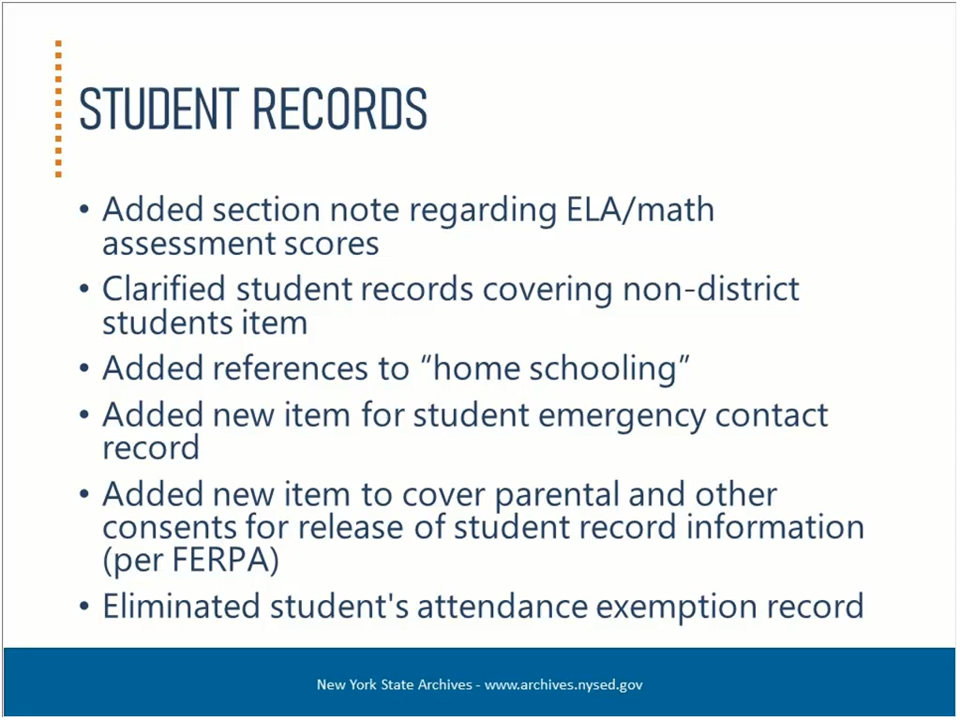 STUDENT RECORDS
• Added section note regarding ELA/math
assessment scores
• Clarified student records covering non-district
students item
• Added references to “home schooling”
• Added new item for student emergency contact
record
• Added new item to cover parental and other
consents for release of student record information
(per FERPA)
• Eliminated student's attendance exemption record
New York State Archives - www.archives.nysed.gov